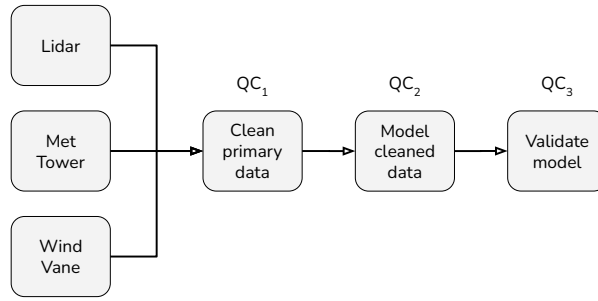 Lidar
Met
Tower
Wind
Vane
QC₁
Clean
primary
data
QC₂
Model
cleaned
data
QC₃
Validate
model